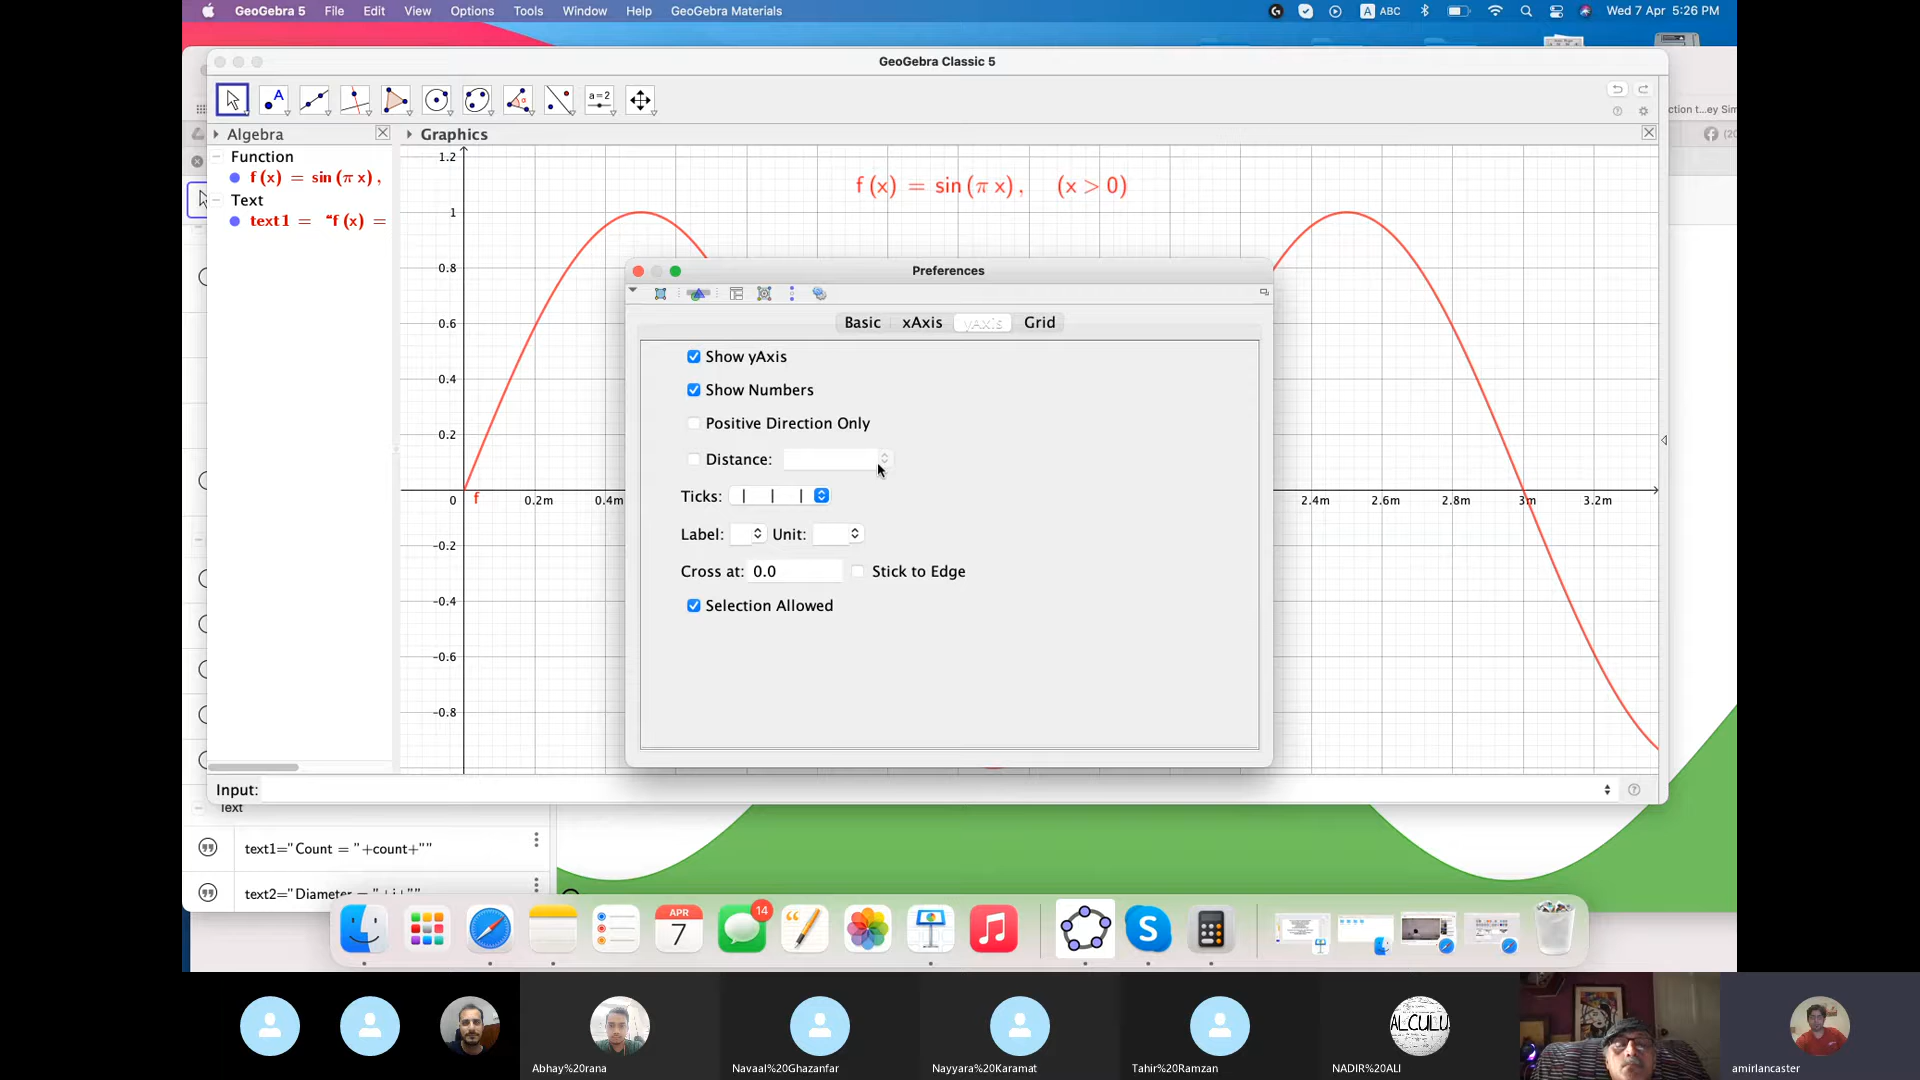 GeoGebra 5 File Edit View Options Tools Window Help GeoGebra Materials
A ABC Wed 7 Apr 5:26 PM
GeoGebra Classic 5
A
a=2
Algebra
Graphics
Function
f (x) = sin (π x) ,
Text
text1 = “f (x) =
f (x) = sin (π x) , (x > 0)
1.2
1
0.8
0.6
0.4
0.2
0
-0.2
-0.4
-0.6
-0.8
f
0.2m
0.4m
2.4m
2.6m
2.8m
3m
3.2m
Preferences
Basic xAxis yAxis Grid
Show yAxis
Show Numbers
Positive Direction Only
Distance:
Ticks:
Label: Unit:
Cross at: 0.0 Stick to Edge
Selection Allowed
Input:
Text
text1="Count = "+count+""
text2="Diameter = "+i+""
ction t...ey Sim
(20
APR
7
14
S
ALCULU
Abhay%20rana
Navaal%20Ghazanfar
Nayyara%20Karamat
Tahir%20Ramzan
NADIR%20ALI
amirlancaster